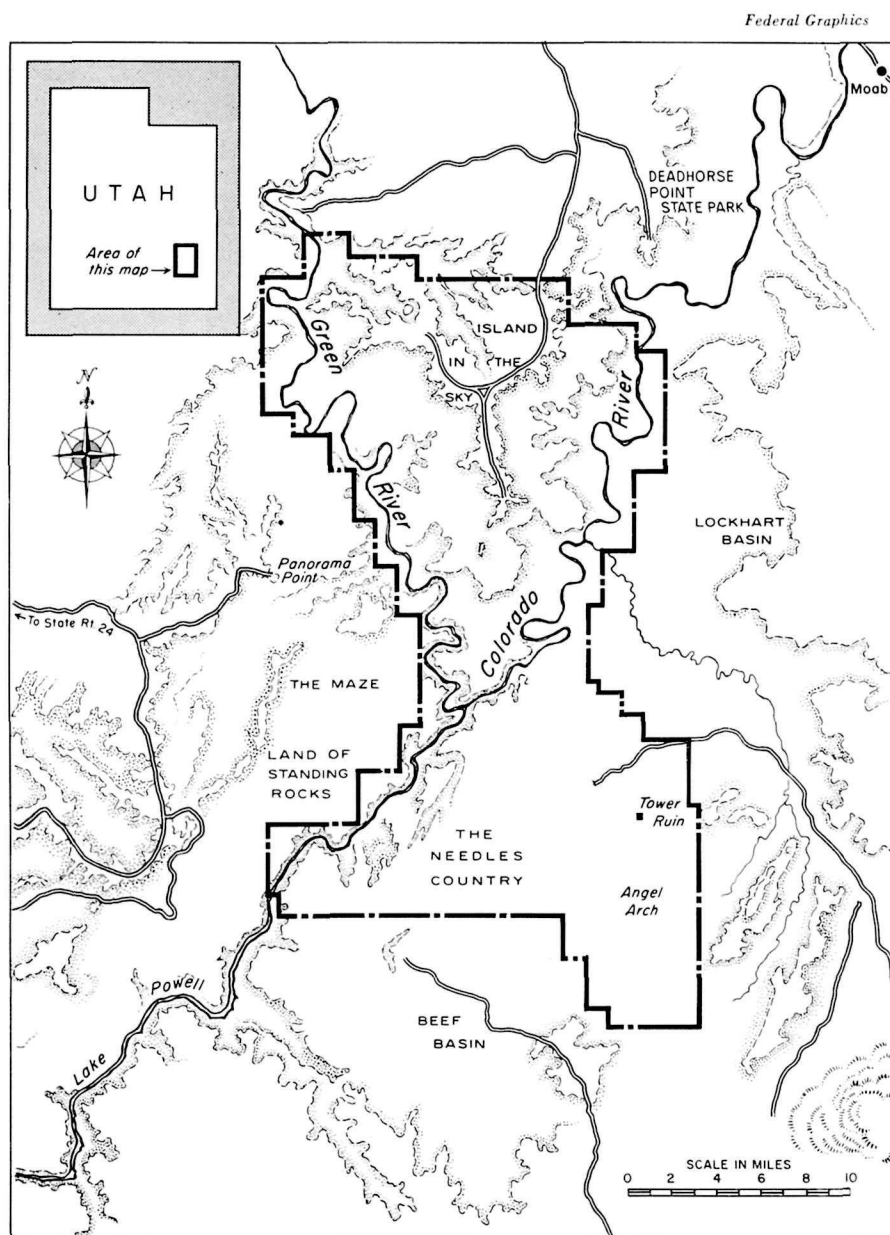 Federal Graphics
UTAH
Area of
this map
N
Moab
DEADHORSE
POINT
STATE PARK
Green
River
ISLAND
IN THE
SKY
River
LOCKHART
BASIN
Panorama
Point
To State Rt. 24
Colorado
THE MAZE
LAND OF
STANDING
ROCKS
Tower
Ruin
THE
NEEDLES
COUNTRY
Angel
Arch
Powell
Lake
BEEF
BASIN
SCALE IN MILES
0 2 4 6 8 10